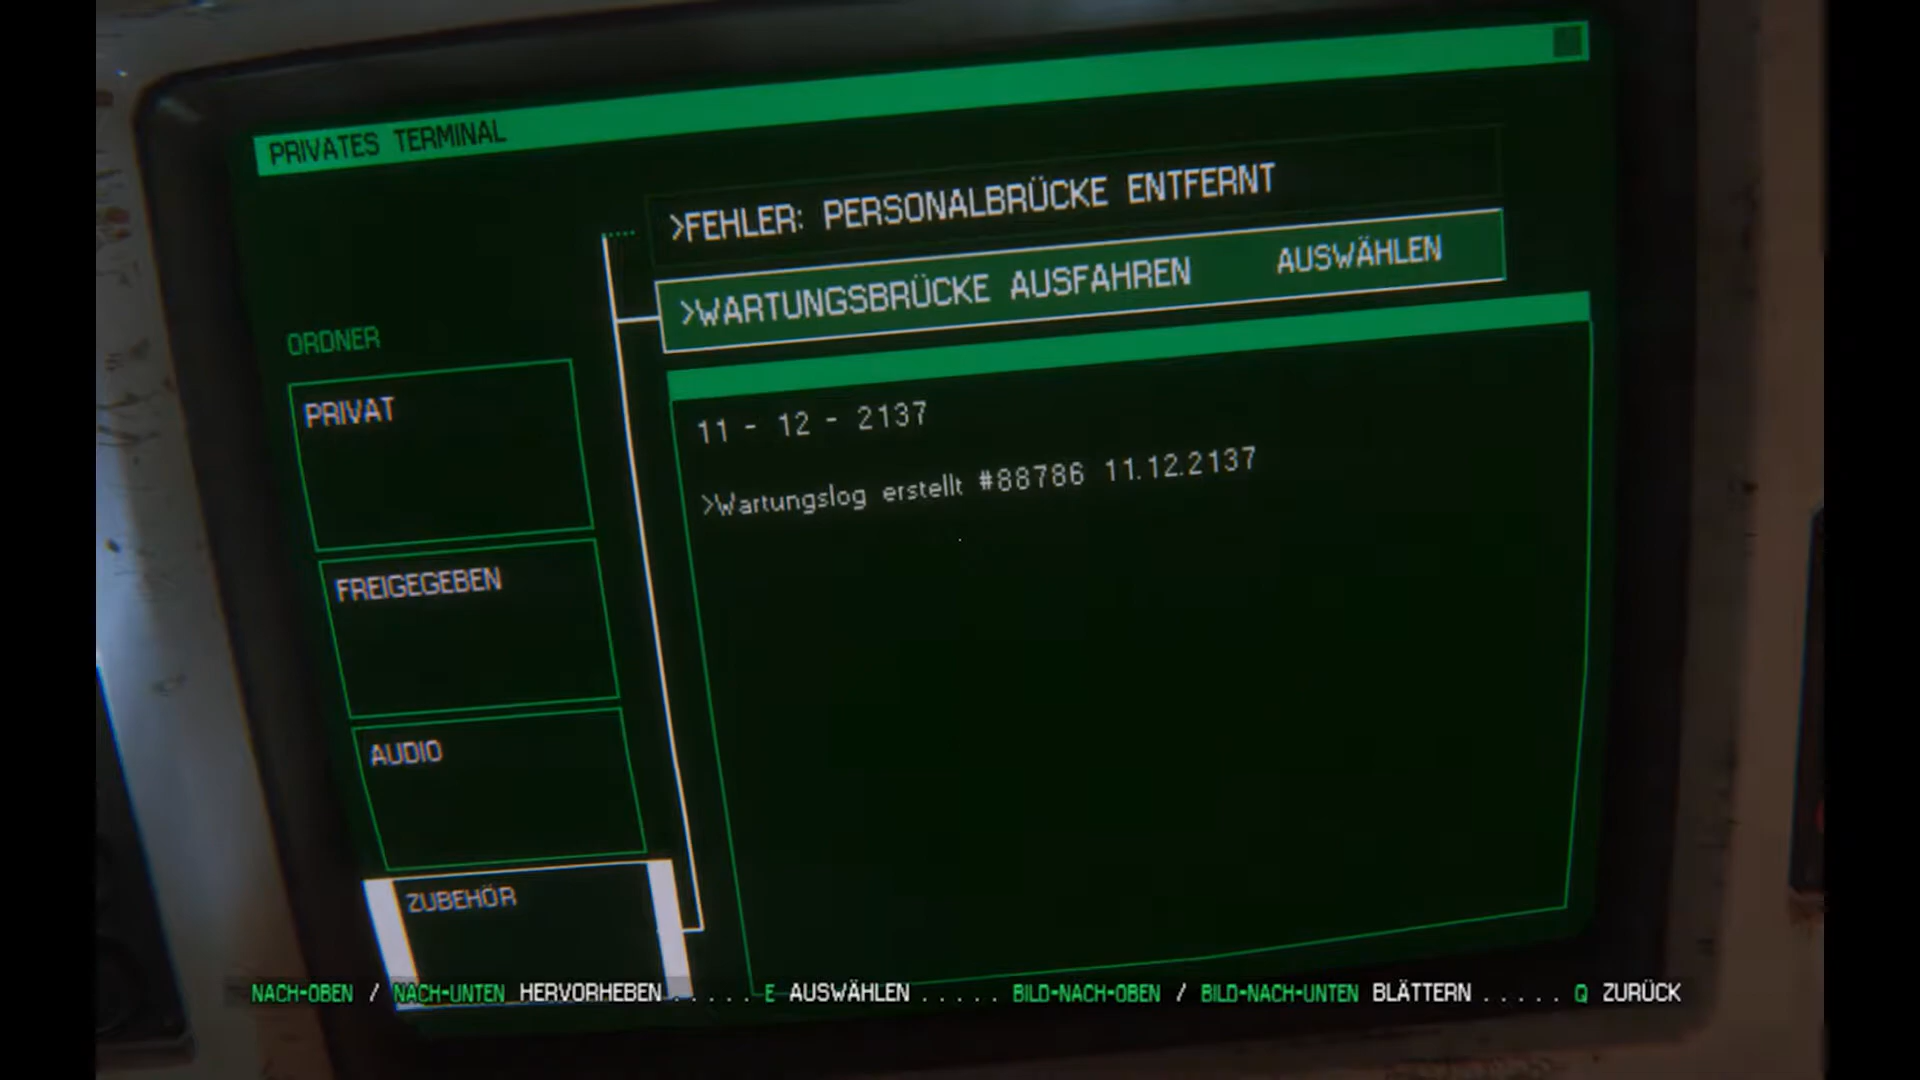 PRIVATES TERMINAL
>FEHLER: PERSONALBRÜCKE ENTFERNT
>WARTUNGSBRÜCKE AUSFAHREN AUSWÄHLEN
ORDNER
PRIVAT
FREIGEGEBEN
AUDIO
ZUBEHÖR
11 - 12 - 2137
>Wartungslog erstellt #88786 11.12.2137
NACH-OBEN / NACH-UNTEN HERVORHEBEN ..... E AUSWÄHLEN ..... BILD-NACH-OBEN / BILD-NACH-UNTEN BLÄTTERN ..... Q ZURÜCK